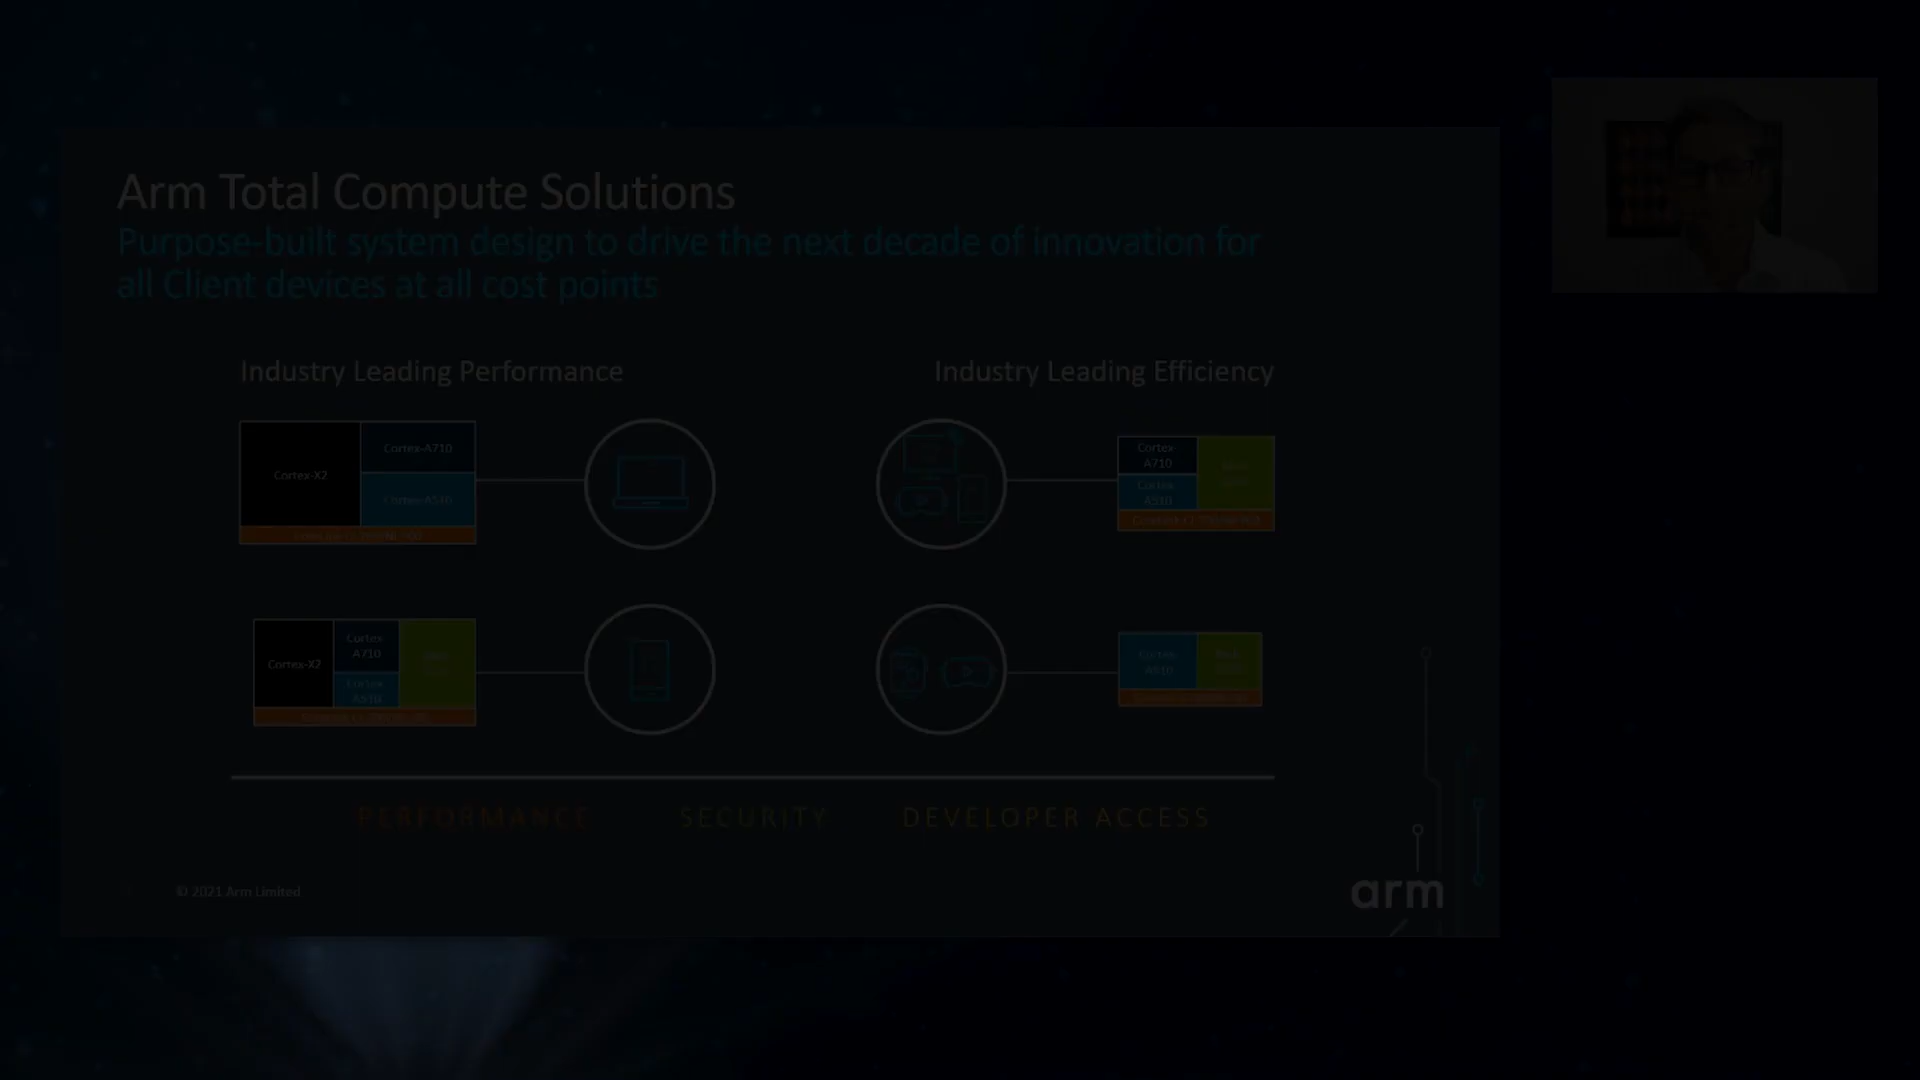 Arm Total Compute Solutions
Purpose-built system design to drive the next decade of innovation for
all Client devices at all cost points
Industry Leading Performance
Industry Leading Efficiency
Cortex-X2
Cortex-A710
Cortex-A510
Cortex-
A710
Cortex-
A510
Cortex-X2
Cortex-
A710
Cortex-
A510
Cortex-
A510
PERFORMANCE
SECURITY
DEVELOPER ACCESS
© 2021 Arm Limited
arm